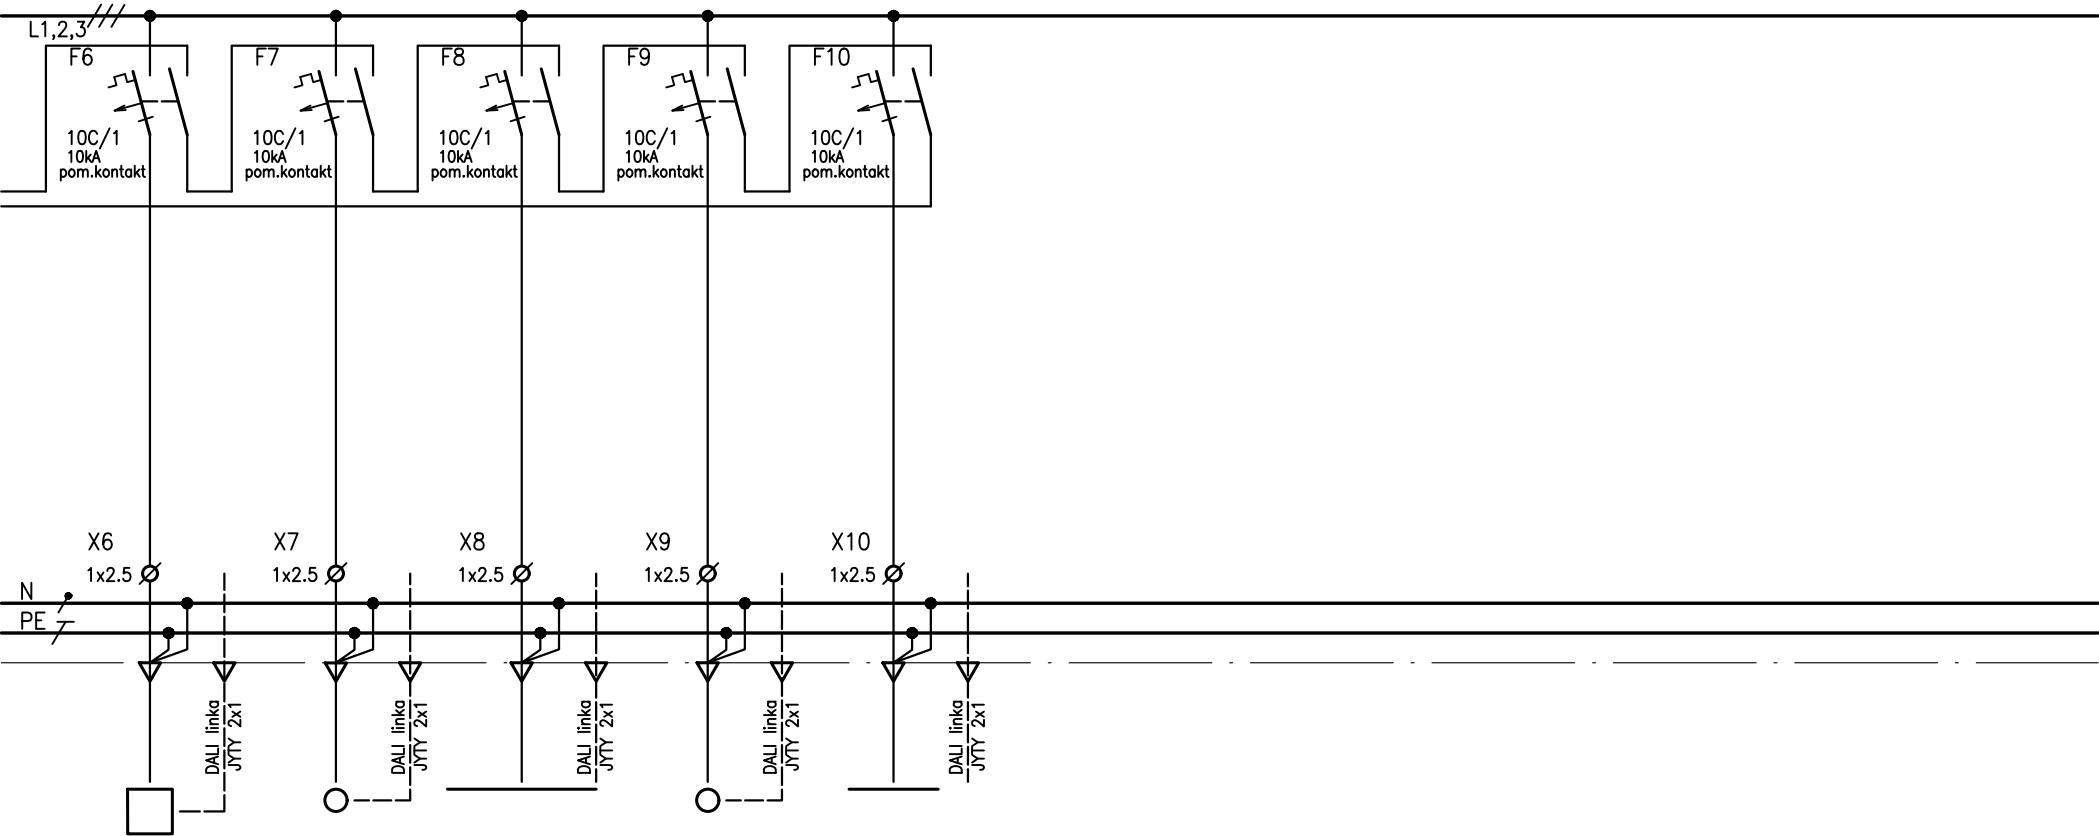 L1,2,3
F6
10C/1
10kA
pom.kontakt
F7
10C/1
10kA
pom.kontakt
F8
10C/1
10kA
pom.kontakt
F9
10C/1
10kA
pom.kontakt
F10
10C/1
10kA
pom.kontakt
X6
1x2.5
X7
1x2.5
X8
1x2.5
X9
1x2.5
X10
1x2.5
N
PE
DALI linka
JYTY 2x1
DALI linka
JYTY 2x1
DALI linka
JYTY 2x1
DALI linka
JYTY 2x1
DALI linka
JYTY 2x1